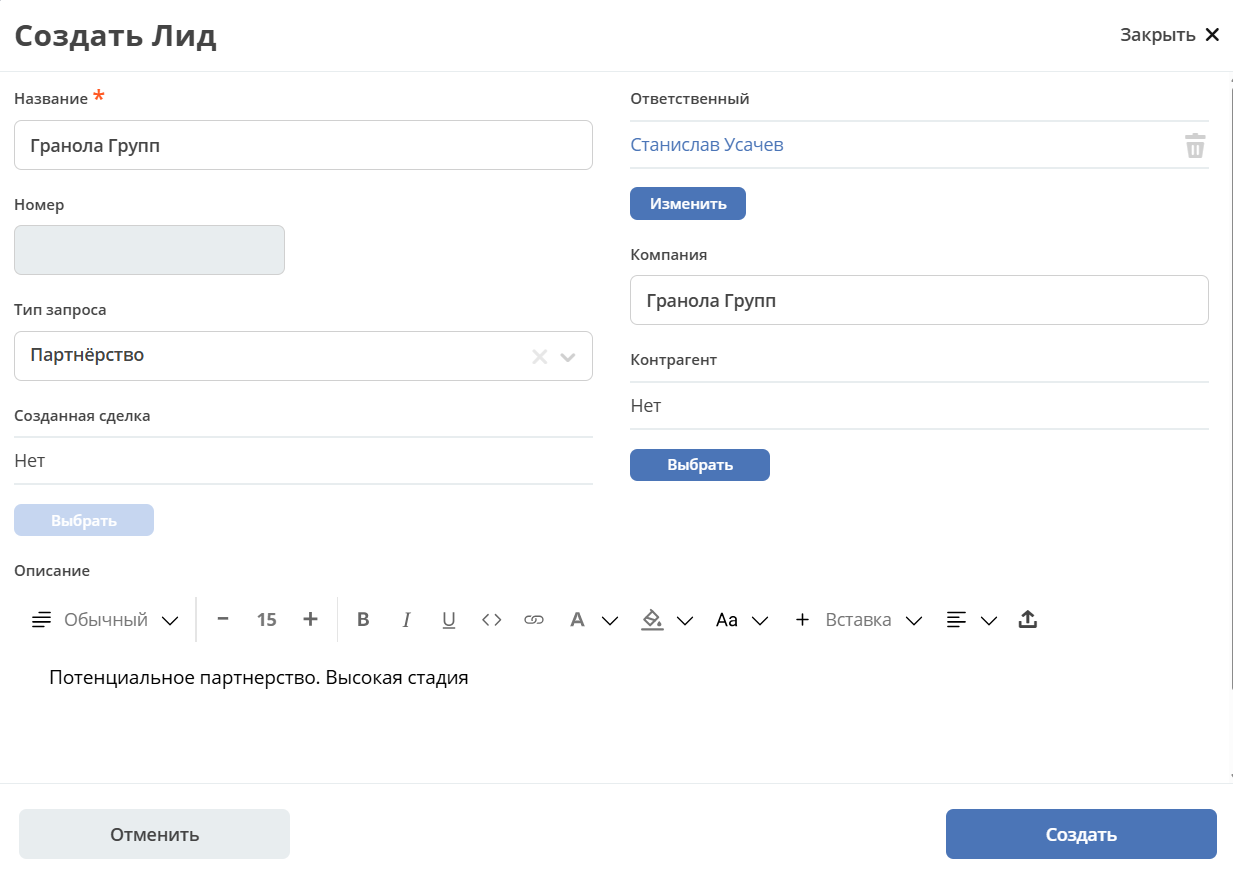 Создать Лид
Закрыть
Название *
Гранола Групп
Номер
Тип запроса
Партнёрство
Созданная сделка
Нет
Выбрать
Ответственный
Станислав Усачев
Изменить
Компания
Гранола Групп
Контрагент
Нет
Выбрать
Описание
Обычный 15 B I U <> A Aa + Вставка
Потенциальное партнерство. Высокая стадия
Отменить
Создать